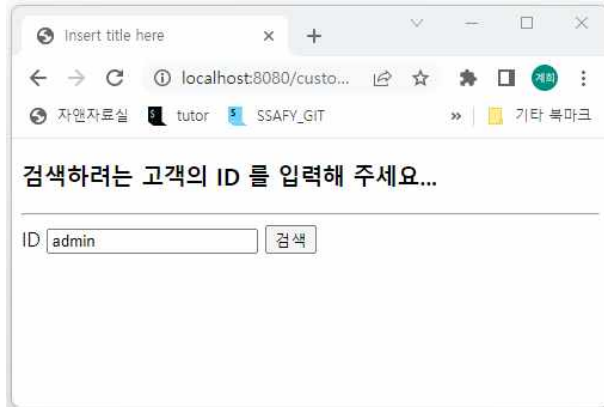 Insert title here
localhost:8080/custo...
계희
자앤자료실 tutor SSAFY_GIT » 기타 북마크
검색하려는 고객의 ID 를 입력해 주세요...
ID admin 검색